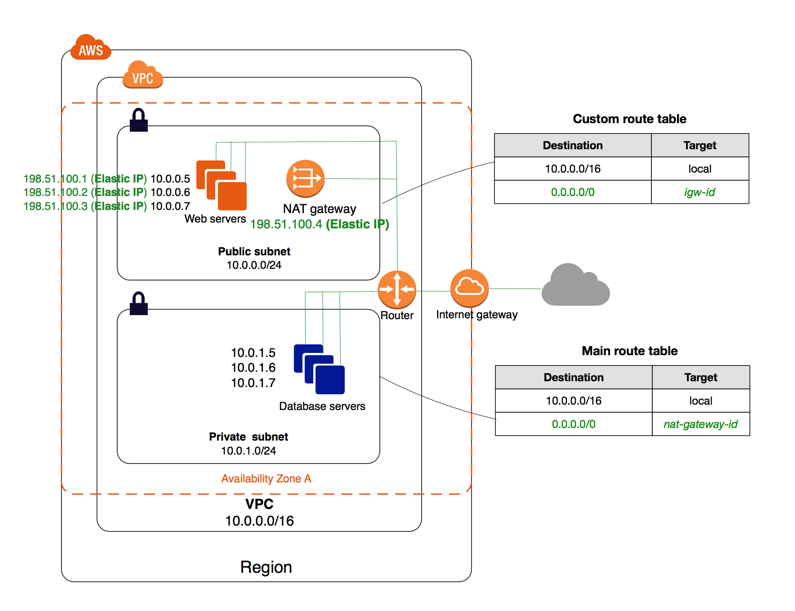 AWS
VPC
198.51.100.1 (Elastic IP) 10.0.0.5
198.51.100.2 (Elastic IP) 10.0.0.6
198.51.100.3 (Elastic IP) 10.0.0.7
Web servers
NAT gateway
198.51.100.4 (Elastic IP)
Public subnet
10.0.0.0/24
Custom route table
Destination Target
10.0.0.0/16 local
0.0.0.0/0 igw-id
Router
Internet gateway
10.0.1.5
10.0.1.6
10.0.1.7
Database servers
Private subnet
10.0.1.0/24
Main route table
Destination Target
10.0.0.0/16 local
0.0.0.0/0 nat-gateway-id
Availability Zone A
VPC
10.0.0.0/16
Region